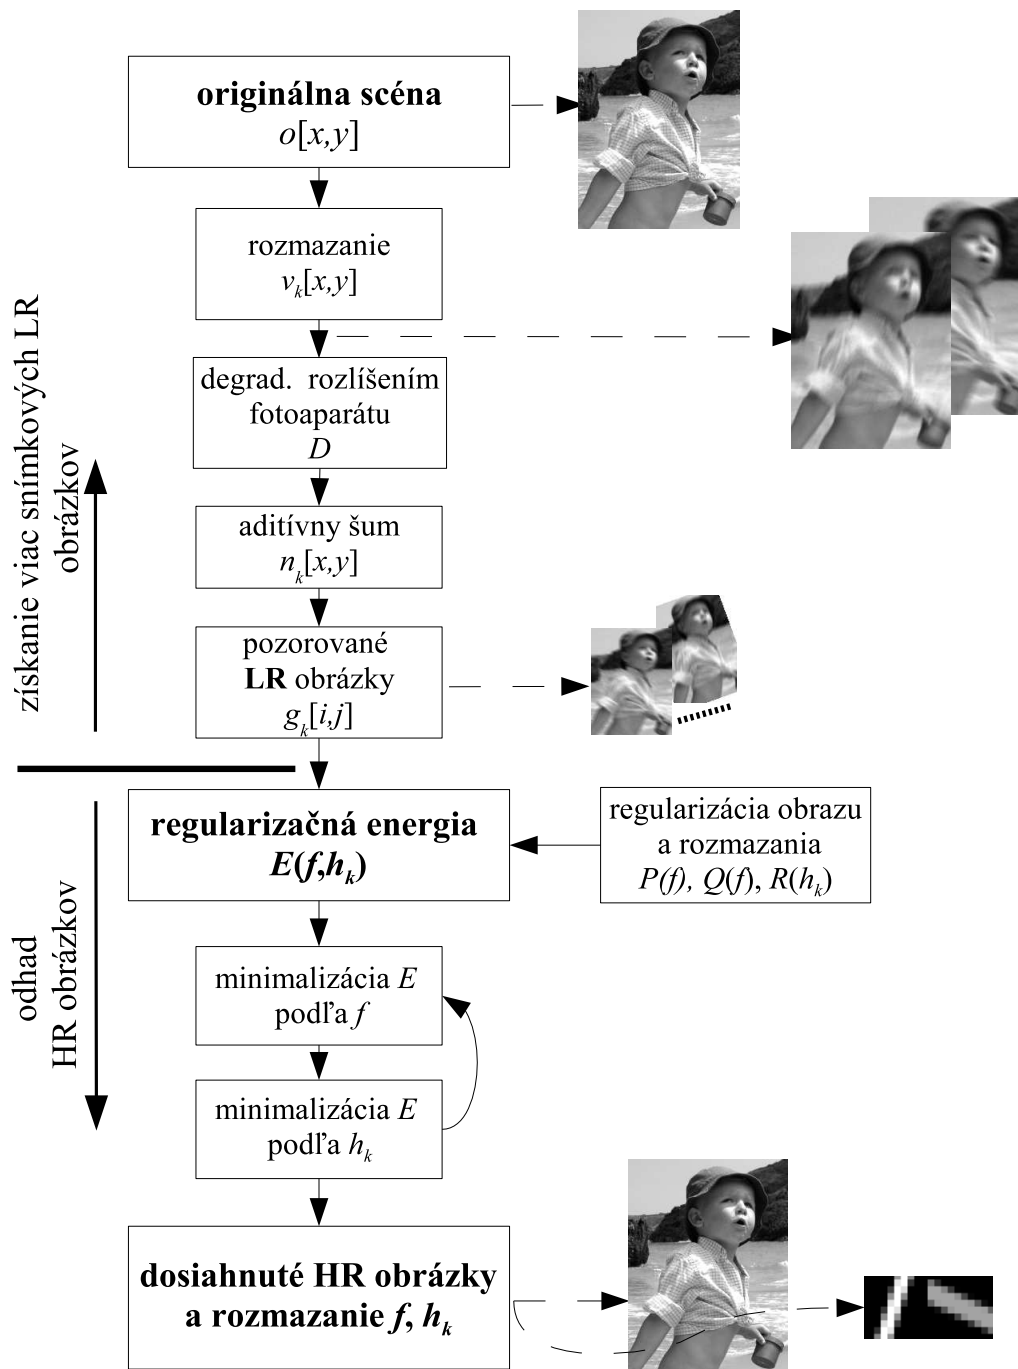 originálna scéna
o[x,y]
rozmazanie
v_k[x,y]
degrad. rozlíšením
fotoaparátu
D
aditívny šum
n_k[x,y]
pozorované
LR obrázky
g_k[i,j]
získanie viac snímkových LR
obrázkov
regularizačná energia
E(f,h_k)
regularizácia obrazu
a rozmazania
P(f), Q(f), R(h_k)
odhad
HR obrázkov
minimalizácia E
podľa f
minimalizácia E
podľa h_k
dosiahnuté HR obrázky
a rozmazanie f, h_k